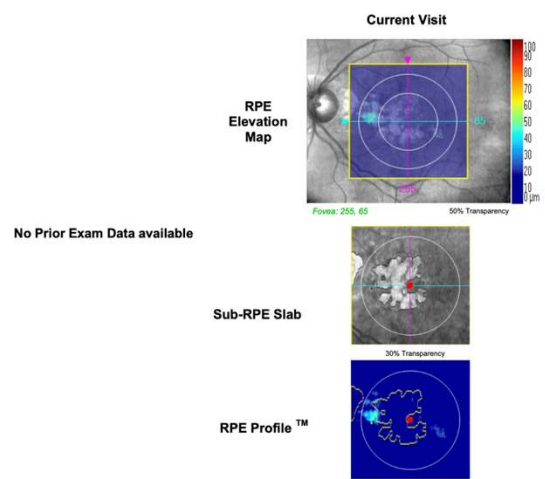 Current Visit
RPE
Elevation
Map
100
90
80
70
60
50
40
30
20
10
0 µm
65
255
Fovea: 255, 65
50% Transparency
No Prior Exam Data available
Sub-RPE Slab
30% Transparency
RPE Profile ™